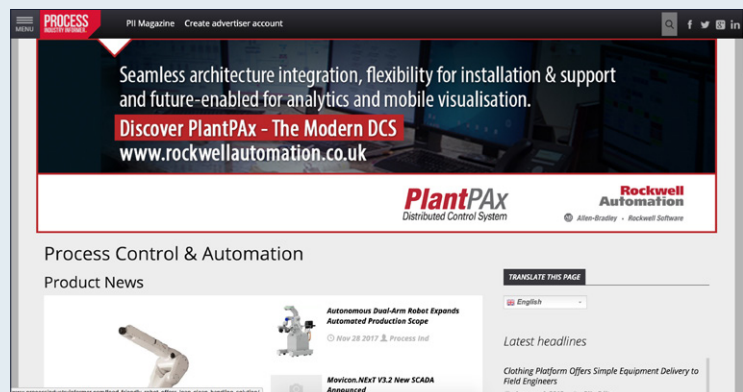 MENU
PROCESS
INDUSTRY INFORMER
PII Magazine Create advertiser account
f in
Seamless architecture integration, flexibility for installation & support
and future-enabled for analytics and mobile visualisation.
Discover PlantPAx - The Modern DCS
www.rockwellautomation.co.uk
PlantPAx
Distributed Control System
Rockwell
Automation
Allen-Bradley • Rockwell Software
Process Control & Automation
Product News
Autonomous Dual-Arm Robot Expands
Automated Production Scope
Nov 28 2017 Process Ind
Movicon.NExT V3.2 New SCADA
Announced
TRANSLATE THIS PAGE
English
Latest headlines
Clothing Platform Offers Simple Equipment Delivery to
Field Engineers